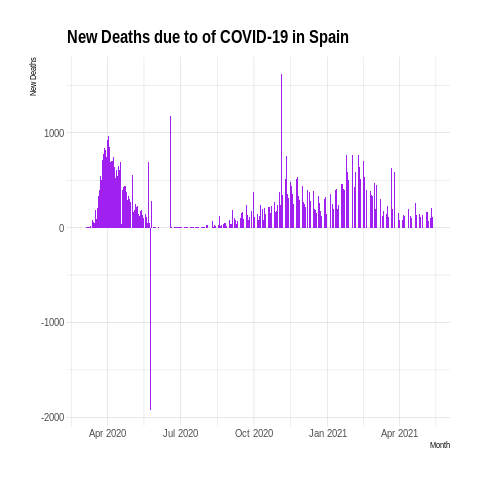 New Deaths due to of COVID-19 in Spain
New Deaths
1000
0
-1000
-2000
Apr 2020 Jul 2020 Oct 2020 Jan 2021 Apr 2021
Month